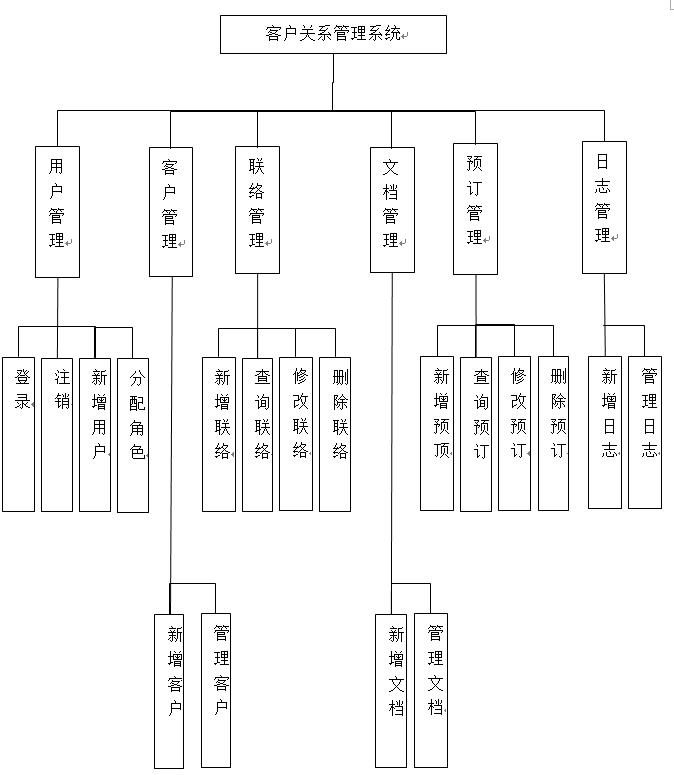 客户关系管理系统
用户管理
客户管理
联络管理
文档管理
预订管理
日志管理
登录
注销
新增用户
分配角色
新增联络
查询联络
修改联络
删除联络
新增预顶
查询预订
修改预订
删除预订
新增日志
管理日志
新增客户
管理客户
新增文档
管理文档